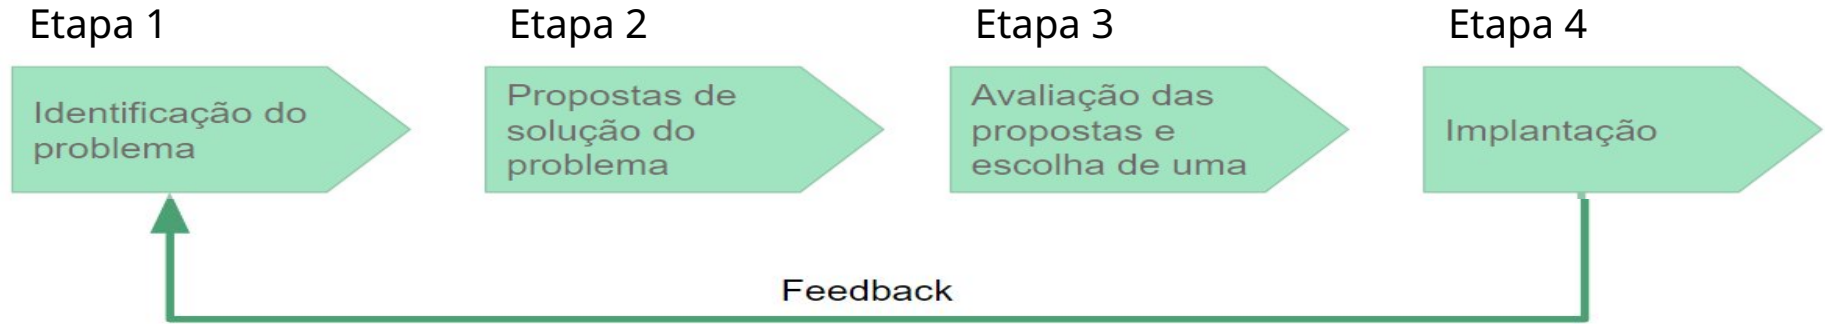 Etapa 1
Etapa 2
Etapa 3
Etapa 4
Identificação do
problema
Propostas de
solução do
problema
Avaliação das
propostas e
escolha de uma
Implantação
Feedback